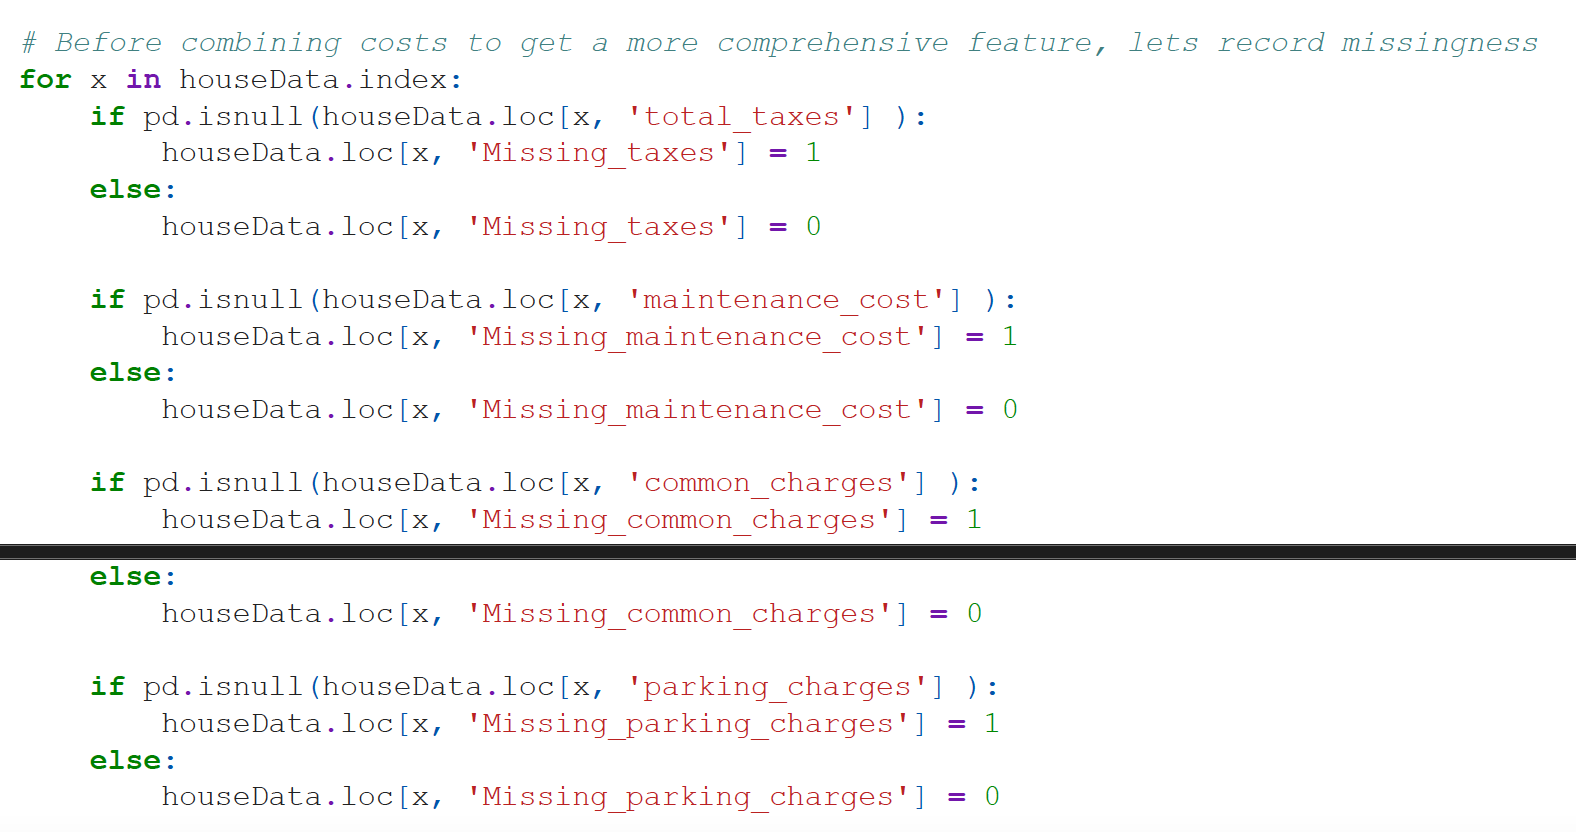 # Before combining costs to get a more comprehensive feature, lets record missingness
for x in houseData.index:
    if pd.isnull(houseData.loc[x, 'total_taxes'] ):
        houseData.loc[x, 'Missing_taxes'] = 1
    else:
        houseData.loc[x, 'Missing_taxes'] = 0

    if pd.isnull(houseData.loc[x, 'maintenance_cost'] ):
        houseData.loc[x, 'Missing_maintenance_cost'] = 1
    else:
        houseData.loc[x, 'Missing_maintenance_cost'] = 0

    if pd.isnull(houseData.loc[x, 'common_charges'] ):
        houseData.loc[x, 'Missing_common_charges'] = 1
    else:
        houseData.loc[x, 'Missing_common_charges'] = 0

    if pd.isnull(houseData.loc[x, 'parking_charges'] ):
        houseData.loc[x, 'Missing_parking_charges'] = 1
    else:
        houseData.loc[x, 'Missing_parking_charges'] = 0